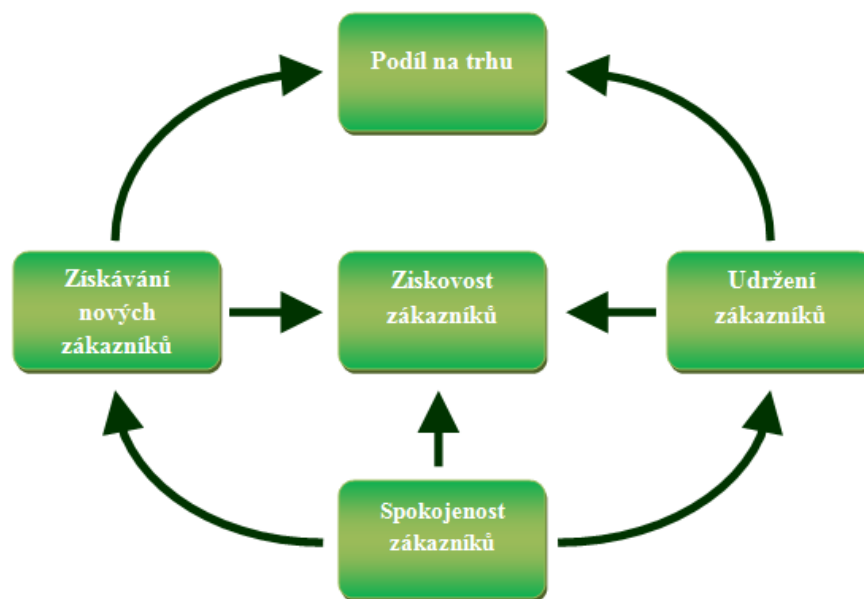 Podíl na trhu
Získávání
nových
zákazníků
Ziskovost
zákazníků
Udržení
zákazníků
Spokojenost
zákazníků